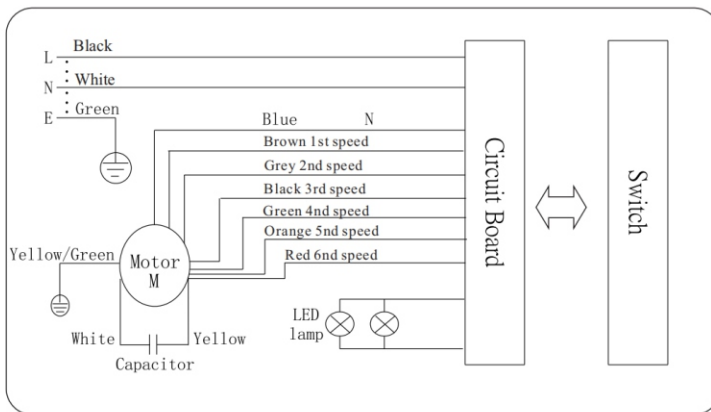 L Black
N White
E Green
Blue N
Brown 1st speed
Grey 2nd speed
Black 3rd speed
Green 4nd speed
Orange 5nd speed
Red 6nd speed
Yellow/Green
Motor
M
White
Yellow
Capacitor
LED
lamp
Circuit Board
Switch